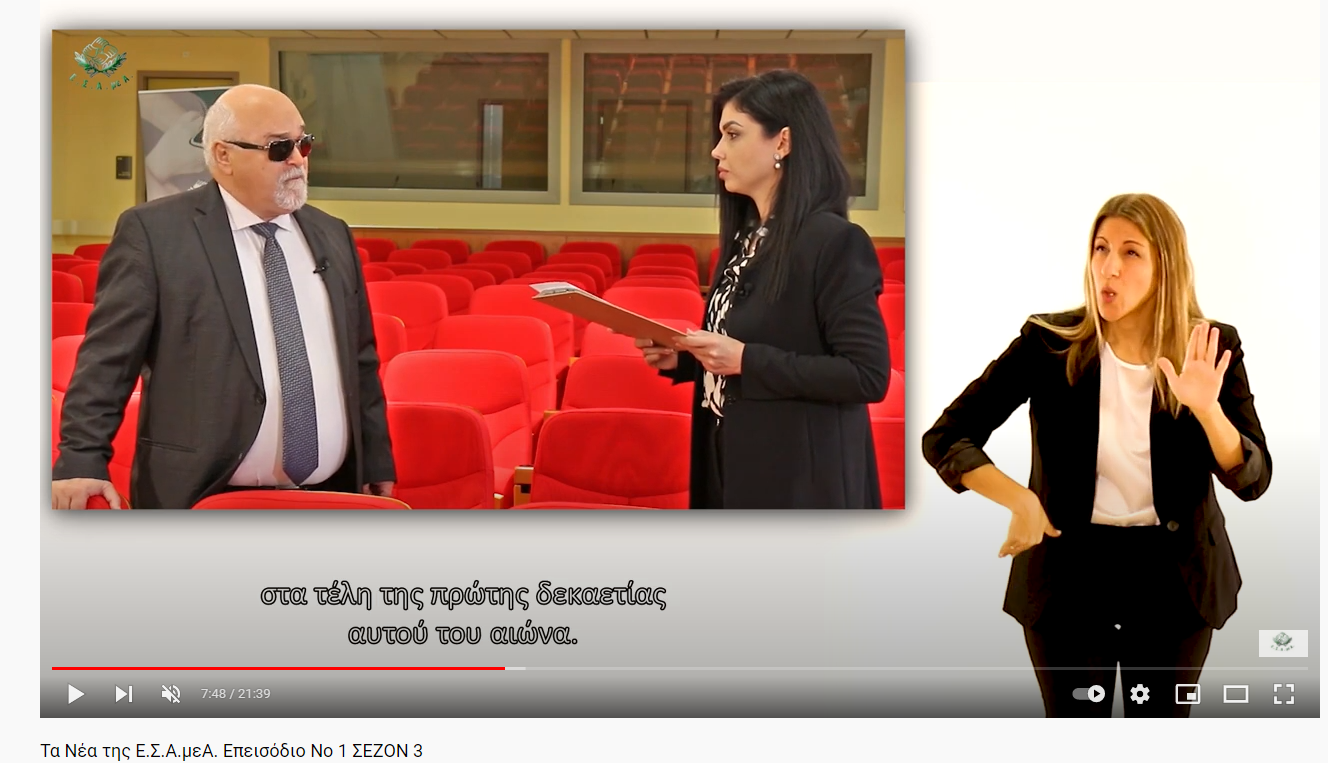 Ε.Σ.Α.μεΑ
στα τέλη της πρώτης δεκαετίας
αυτού του αιώνα.
7:48 / 21:39
Τα Νέα της Ε.Σ.Α.μεΑ. Επεισόδιο Νο 1 ΣΕΖΟΝ 3